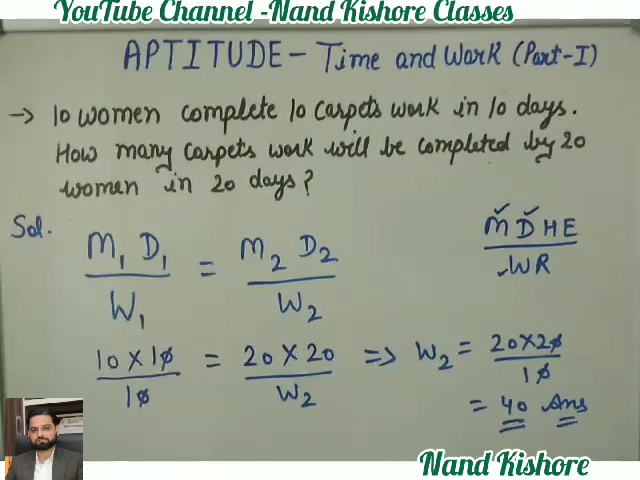 YouTube Channel -Nand Kishore Classes
APTITUDE - Time and Work (Part-I)
→ 10 women complete 10 carpets work in 10 days.
How many carpets work will be completed by 20
women in 20 days?
Sol.
M₁ D₁ / W₁ = M₂ D₂ / W₂
M D H E / W R
10 × 10 / 10 = 20 × 20 / W₂ ⇒ W₂ = 20×20 / 10
= 40 Ans
Nand Kishore